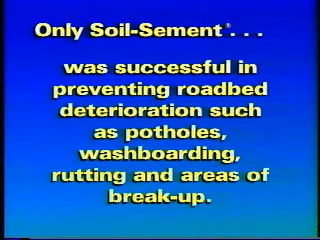 Only Soil-Sement®. . .
was successful in
preventing roadbed
deterioration such
as potholes,
washboarding,
rutting and areas of
break-up.